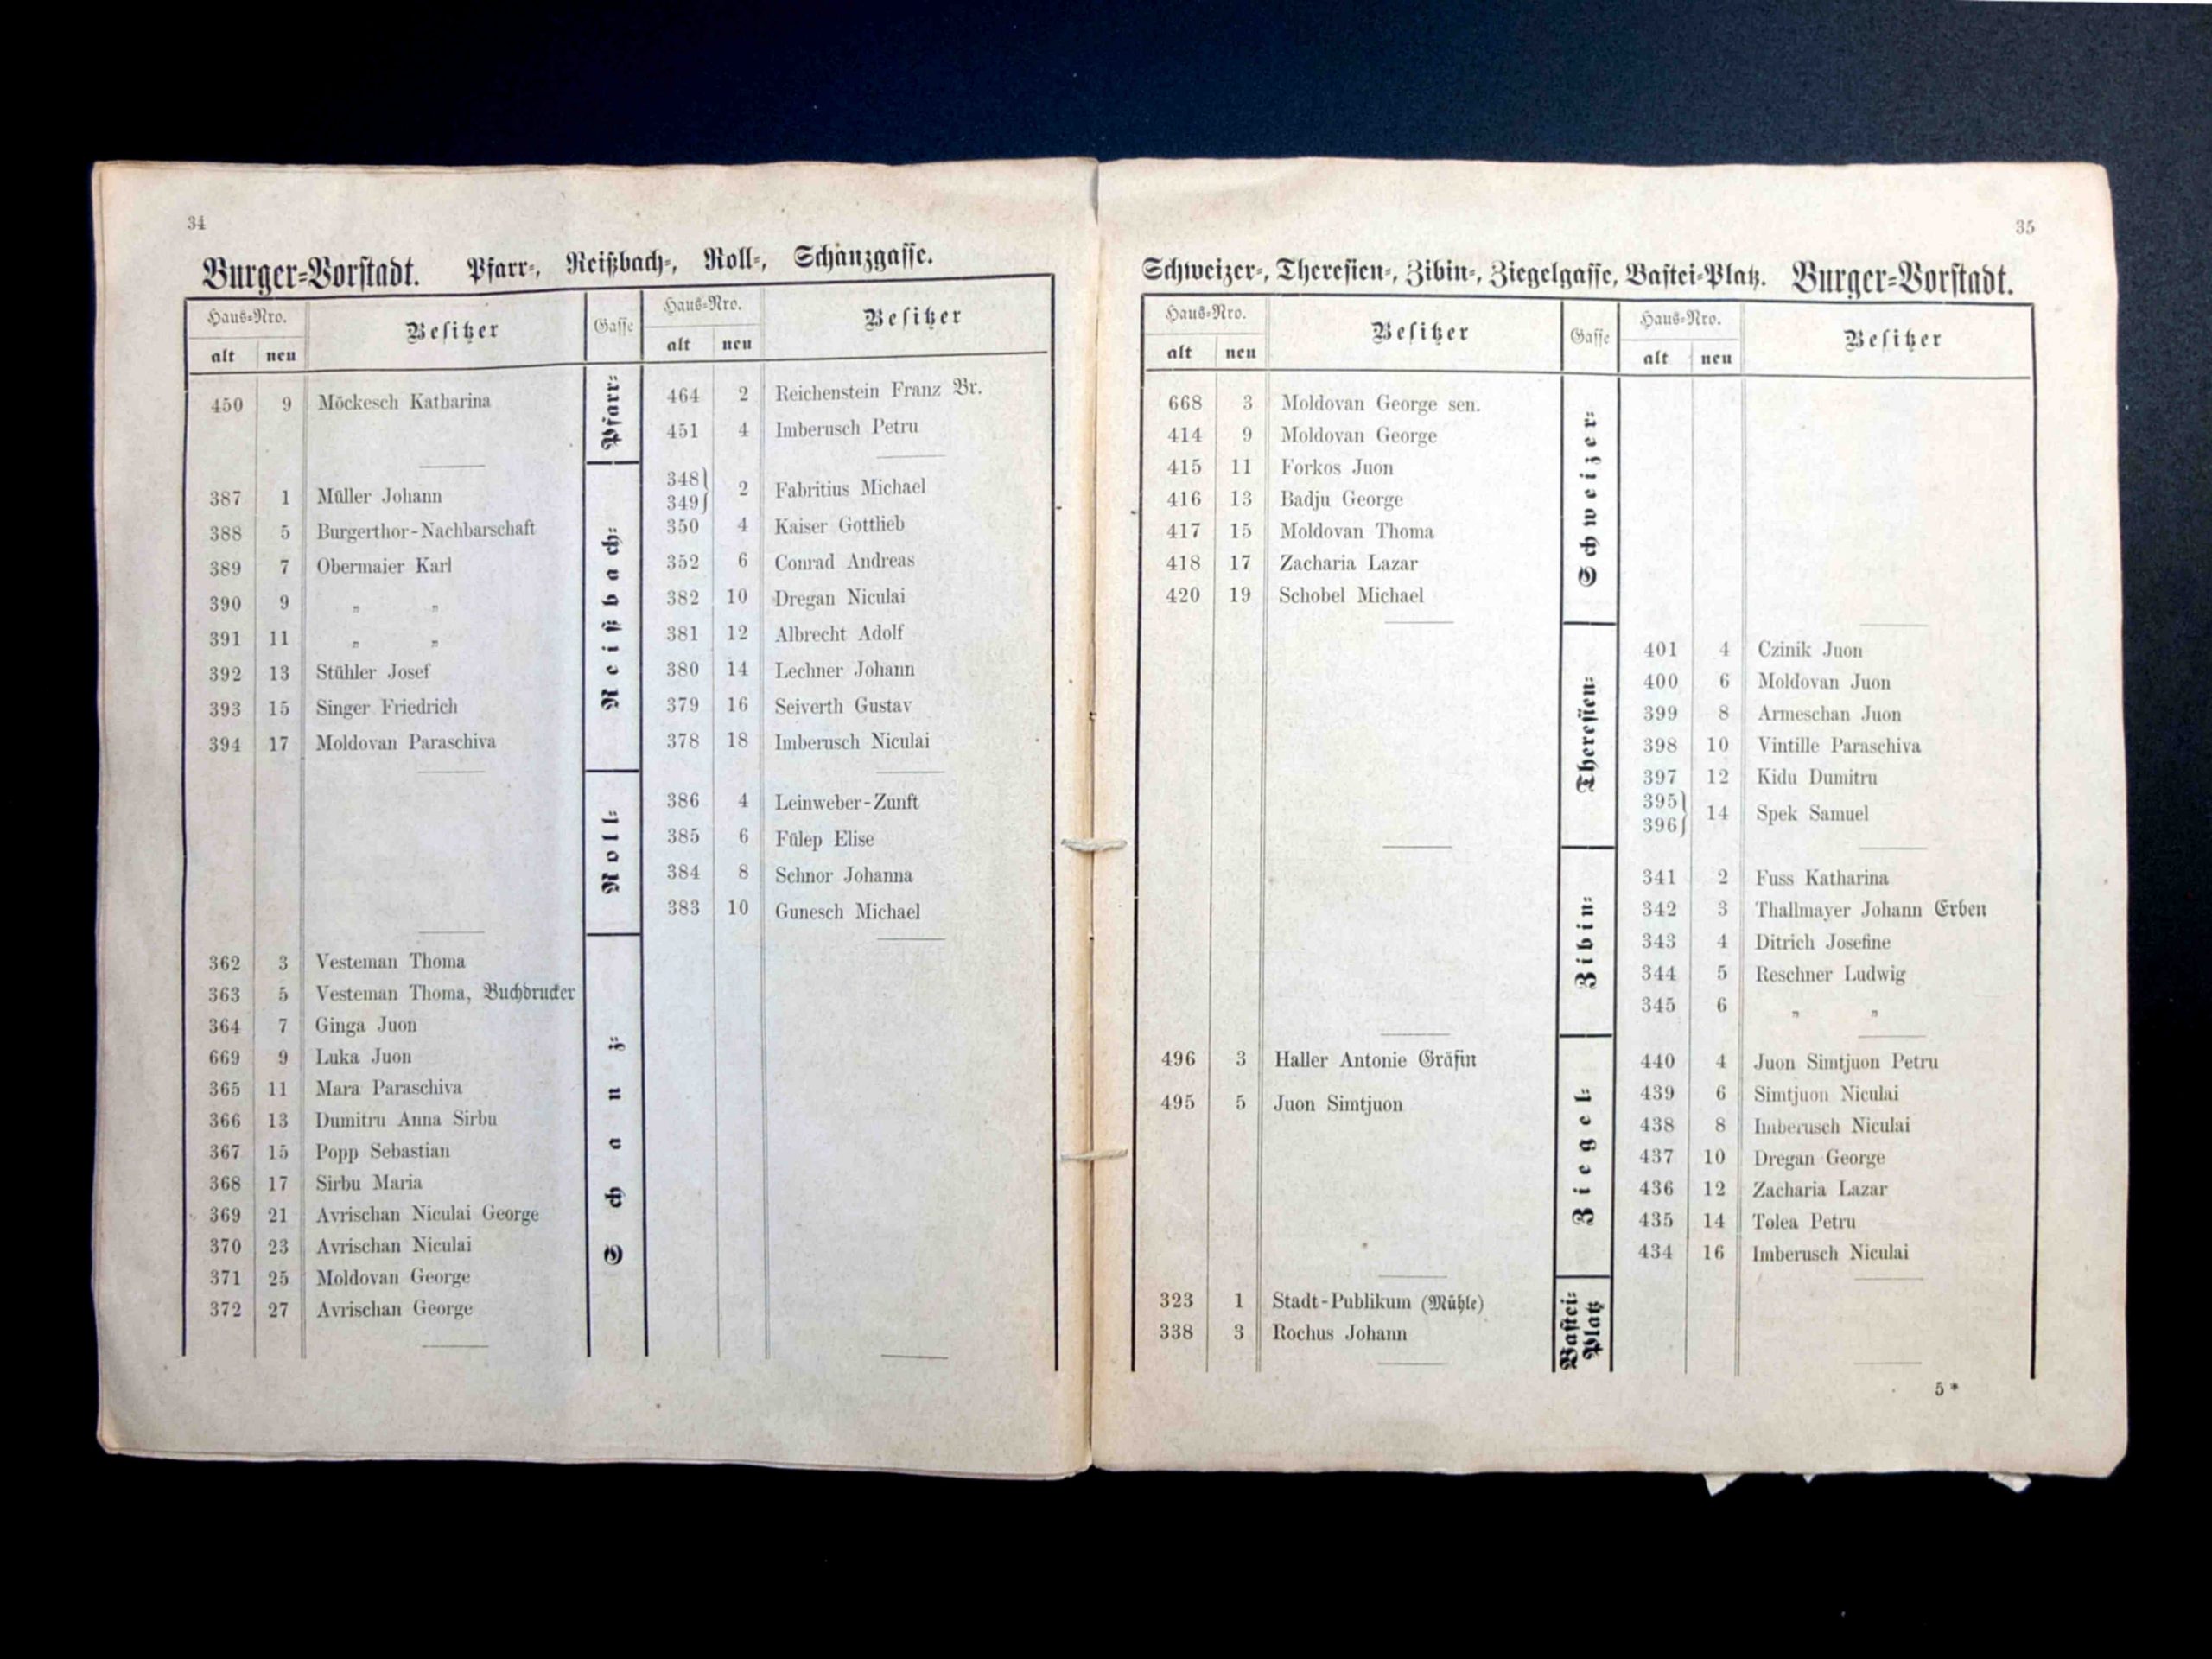 34
Burger-Vorstadt. Pfarr-, Reißbach-, Roll-, Schanzgasse.
Haus-Nro. Besitzer Gasse Haus-Nro. Besitzer
alt neu alt neu
Pfarr-
450 9 Möckesch Katharina
464 2 Reichenstein Franz Br.
451 4 Imberusch Petru
Reißbach-
387 1 Müller Johann
388 5 Burgerthor-Nachbarschaft
389 7 Obermaier Karl
390 9 „ „
391 11 „ „
392 13 Stühler Josef
393 15 Singer Friedrich
394 17 Moldovan Paraschiva
348} 349} 2 Fabritius Michael
350 4 Kaiser Gottlieb
352 6 Conrad Andreas
382 10 Dregan Niculai
381 12 Albrecht Adolf
380 14 Lechner Johann
379 16 Seiverth Gustav
378 18 Imberusch Niculai
Roll-
386 4 Leinweber-Zunft
385 6 Fülep Elise
384 8 Schnor Johanna
383 10 Gunesch Michael
Schanz-
362 3 Vesteman Thoma
363 5 Vesteman Thoma, Buchdrucker
364 7 Ginga Juon
669 9 Luka Juon
365 11 Mara Paraschiva
366 13 Dumitru Anna Sirbu
367 15 Popp Sebastian
368 17 Sirbu Maria
369 21 Avrischan Niculai George
370 23 Avrischan Niculai
371 25 Moldovan George
372 27 Avrischan George
35
Schweizer-, Theresien-, Zibin-, Ziegelgasse, Bastei-Platz. Burger-Vorstadt.
Haus-Nro. Besitzer Gasse Haus-Nro. Besitzer
alt neu alt neu
Schweizer-
668 3 Moldovan George sen.
414 9 Moldovan George
415 11 Forkos Juon
416 13 Badju George
417 15 Moldovan Thoma
418 17 Zacharia Lazar
420 19 Schobel Michael
Theresien-
401 4 Czinik Juon
400 6 Moldovan Juon
399 8 Armeschan Juon
398 10 Vintille Paraschiva
397 12 Kidu Dumitru
395} 396} 14 Spek Samuel
Zibin-
341 2 Fuss Katharina
342 3 Thallmayer Johann Erben
343 4 Ditrich Josefine
344 5 Reschner Ludwig
345 6 „ „
Ziegel-
496 3 Haller Antonie Gräfin
495 5 Juon Simtjuon
440 4 Juon Simtjuon Petru
439 6 Simtjuon Niculai
438 8 Imberusch Niculai
437 10 Dregan George
436 12 Zacharia Lazar
435 14 Tolea Petru
434 16 Imberusch Niculai
Bastei-
Platz
323 1 Stadt-Publikum (Mühle)
338 3 Rochus Johann
5*